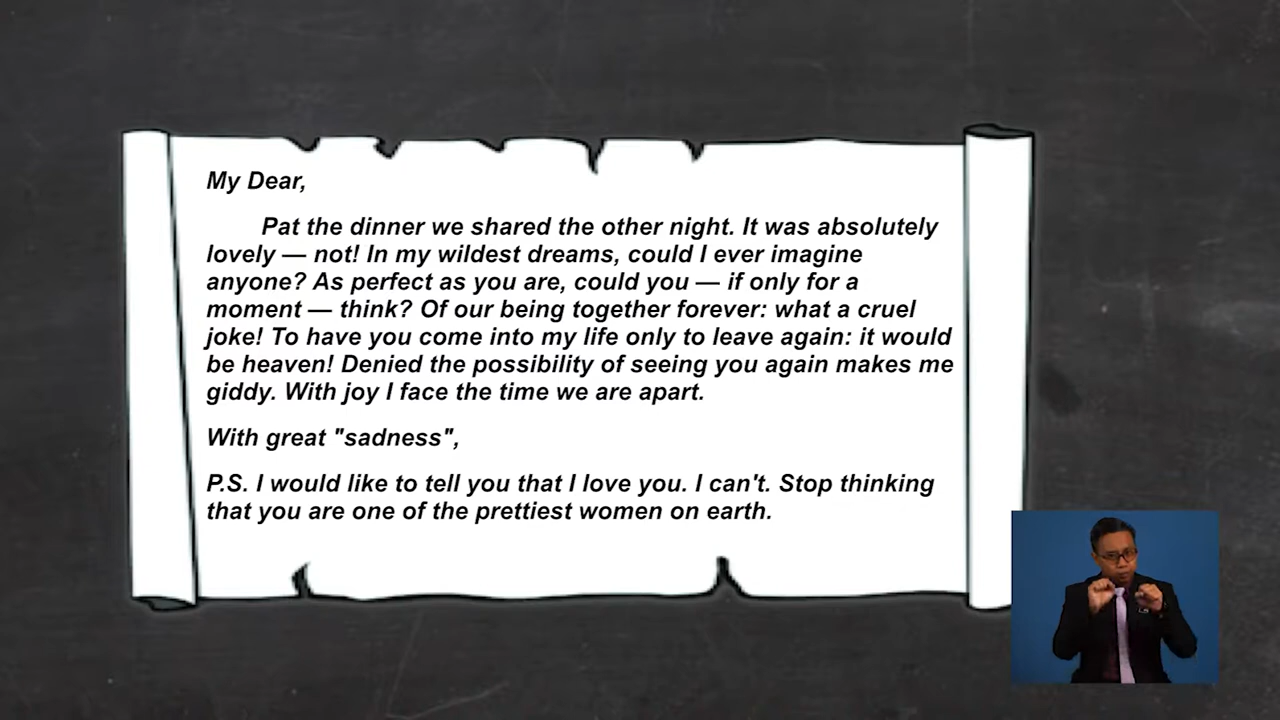 My Dear,
Pat the dinner we shared the other night. It was absolutely
lovely — not! In my wildest dreams, could I ever imagine
anyone? As perfect as you are, could you — if only for a
moment — think? Of our being together forever: what a cruel
joke! To have you come into my life only to leave again: it would
be heaven! Denied the possibility of seeing you again makes me
giddy. With joy I face the time we are apart.
With great "sadness",
P.S. I would like to tell you that I love you. I can't. Stop thinking
that you are one of the prettiest women on earth.